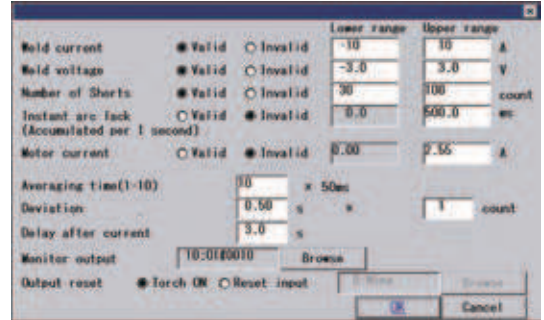 Lower range Upper range
Weld current Valid Invalid -10 10 A
Weld voltage Valid Invalid -3.0 3.0 V
Number of Shorts Valid Invalid 30 100 count
Instant arc lack Valid Invalid 0.0 500.0 ms
(Accumulated per 1 second)
Motor current Valid Invalid 0.00 2.55 A
Averaging time(1-10) 10 * 50ms
Deviation 0.50 s * 1 count
Delay after current 3.0 s
Monitor output Browse
Output reset Torch ON Reset input Browse
OK Cancel